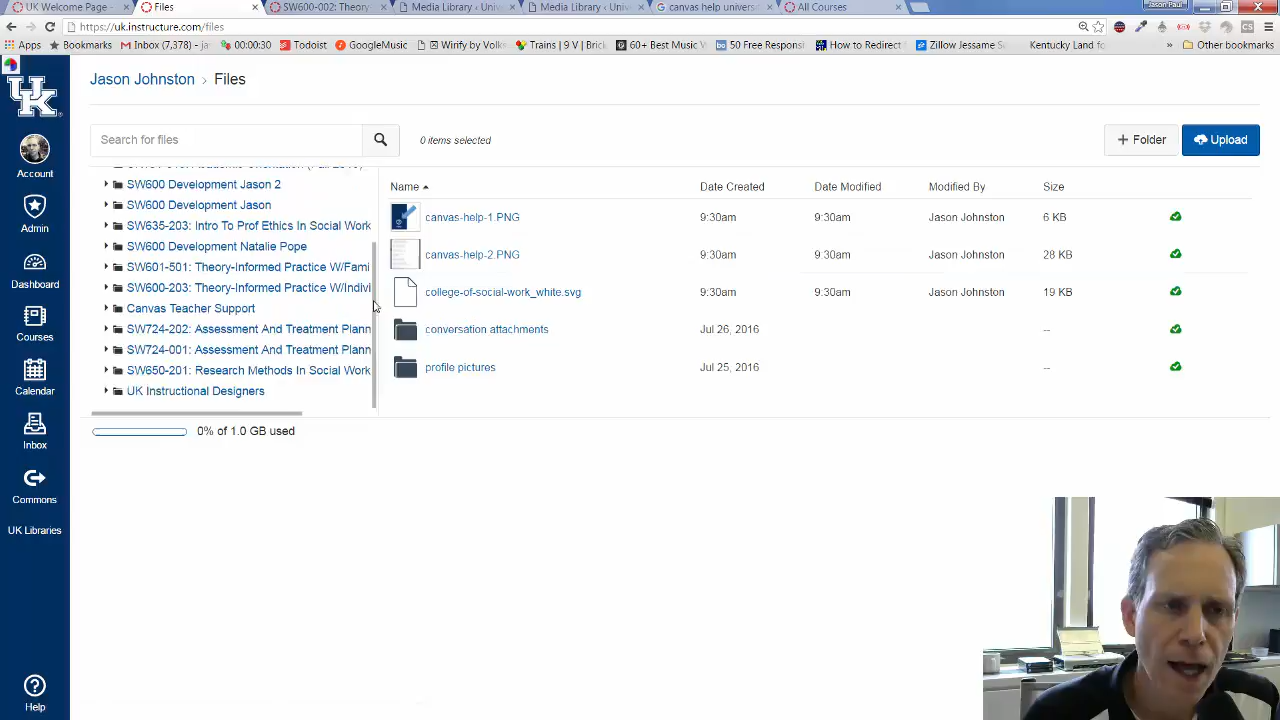 UK Welcome Page -
Files
SW600-002: Theory
Media Library - Univ
Media Library - Univ
canvas help univers
All Courses
Jason Paul
https://uk.instructure.com/files
Apps Bookmarks Inbox (7,378) 00:00:30 Todoist GoogleMusic Winfy by Volk Trains | 9 V | Brick 60+ Best Music 50 Free Respons How to Redirect Zillow Jessame S Kentucky Land fo Other bookmarks
UK
Account
Admin
Dashboard
Courses
Calendar
Inbox
Commons
UK Libraries
Help
Jason Johnston › Files
Search for files
0 items selected
+ Folder
Upload
SW600 Development Jason 2
SW600 Development Jason
SW635-203: Intro To Prof Ethics In Social Work
SW600 Development Natalie Pope
SW601-501: Theory-Informed Practice W/Fami
SW600-203: Theory-Informed Practice W/Indivi
Canvas Teacher Support
SW724-202: Assessment And Treatment Plann
SW724-001: Assessment And Treatment Plann
SW650-201: Research Methods In Social Work
UK Instructional Designers
0% of 1.0 GB used
Name Date Created Date Modified Modified By Size
canvas-help-1.PNG 9:30am 9:30am Jason Johnston 6 KB
canvas-help-2.PNG 9:30am 9:30am Jason Johnston 28 KB
college-of-social-work_white.svg 9:30am 9:30am Jason Johnston 19 KB
conversation attachments Jul 26, 2016 --
profile pictures Jul 25, 2016 --